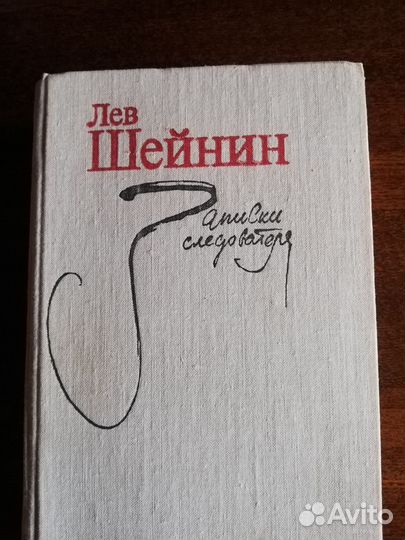 Лев
Шейнин
Записки
следователя
Avito